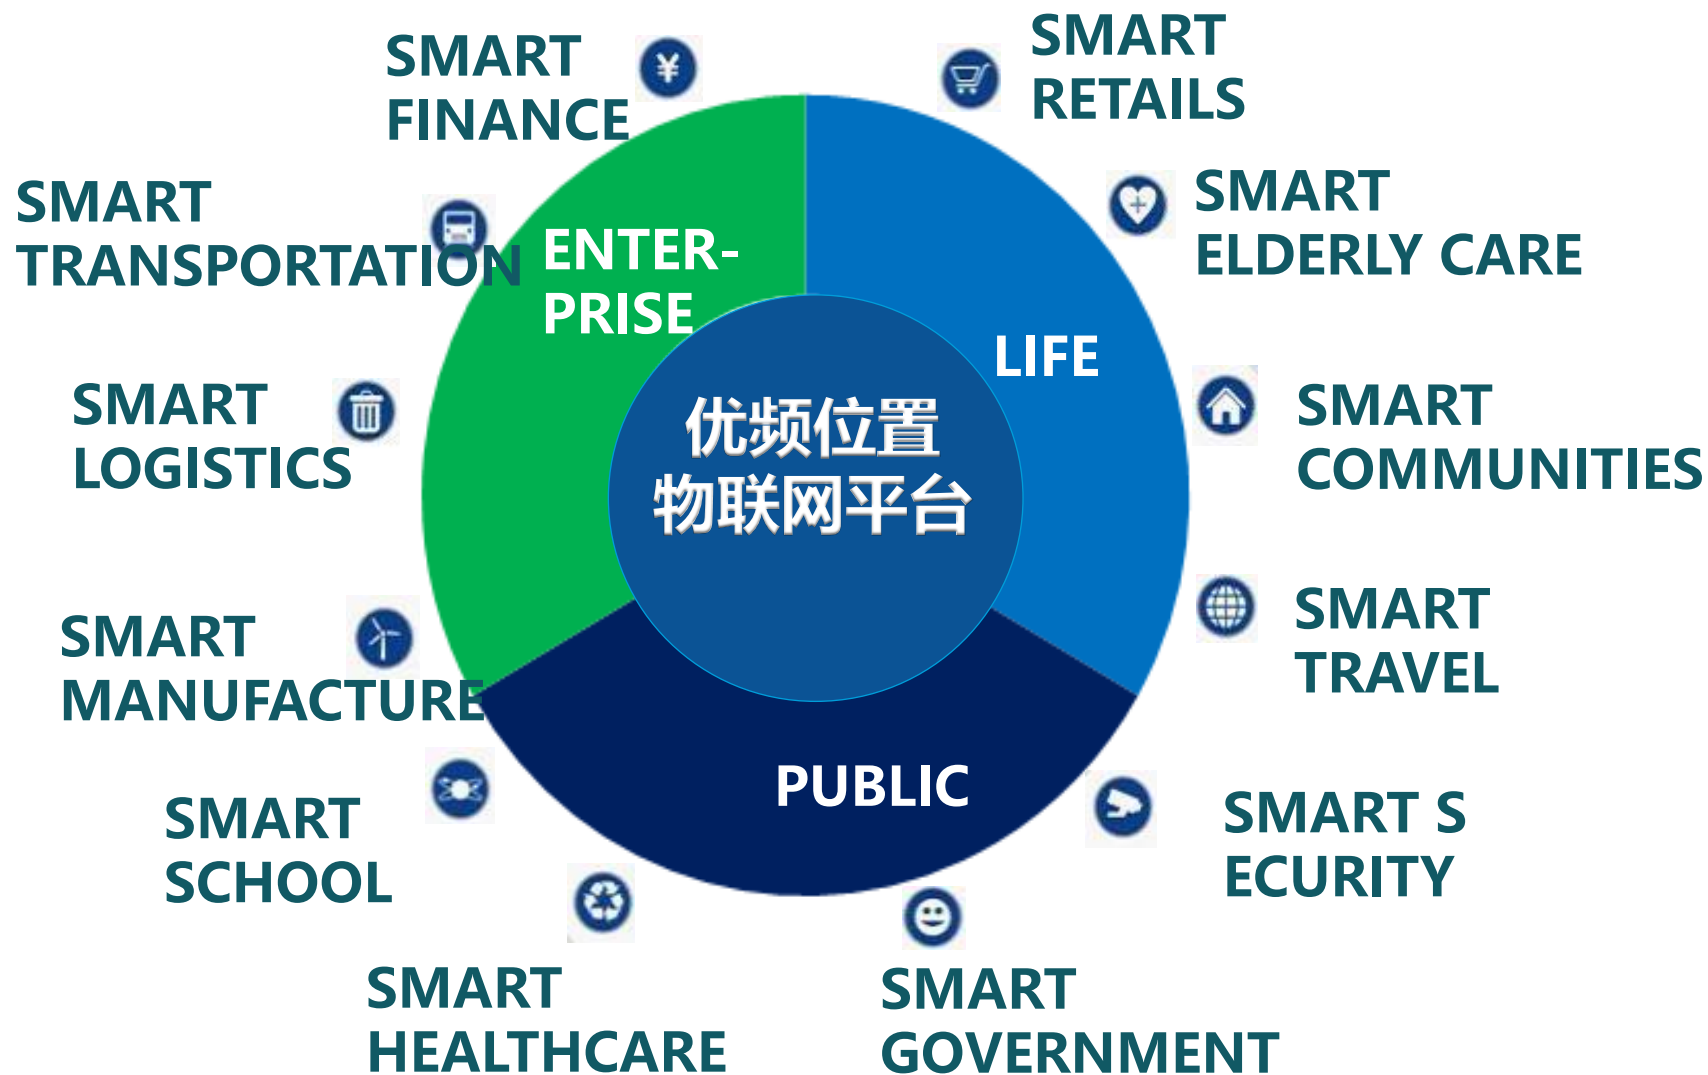 SMART
FINANCE
¥
SMART
RETAILS
SMART
TRANSPORTATION
SMART
ELDERLY CARE
ENTER-
PRISE
LIFE
SMART
LOGISTICS
SMART
COMMUNITIES
优频位置
物联网平台
SMART
MANUFACTURE
SMART
TRAVEL
PUBLIC
SMART
SCHOOL
SMART S
ECURITY
SMART
HEALTHCARE
SMART
GOVERNMENT